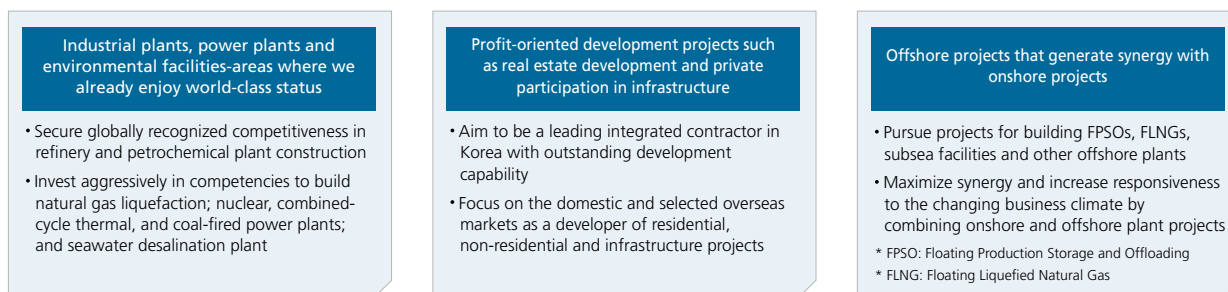 Industrial plants, power plants and
environmental facilities-areas where we
already enjoy world-class status
• Secure globally recognized competitiveness in
refinery and petrochemical plant construction
• Invest aggressively in competencies to build
natural gas liquefaction; nuclear, combined-
cycle thermal, and coal-fired power plants;
and seawater desalination plant
Profit-oriented development projects such
as real estate development and private
participation in infrastructure
• Aim to be a leading integrated contractor in
Korea with outstanding development
capability
• Focus on the domestic and selected overseas
markets as a developer of residential,
non-residential and infrastructure projects
Offshore projects that generate synergy with
onshore projects
• Pursue projects for building FPSOs, FLNGs,
subsea facilities and other offshore plants
• Maximize synergy and increase responsiveness
to the changing business climate by
combining onshore and offshore plant projects
* FPSO: Floating Production Storage and Offloading
* FLNG: Floating Liquefied Natural Gas